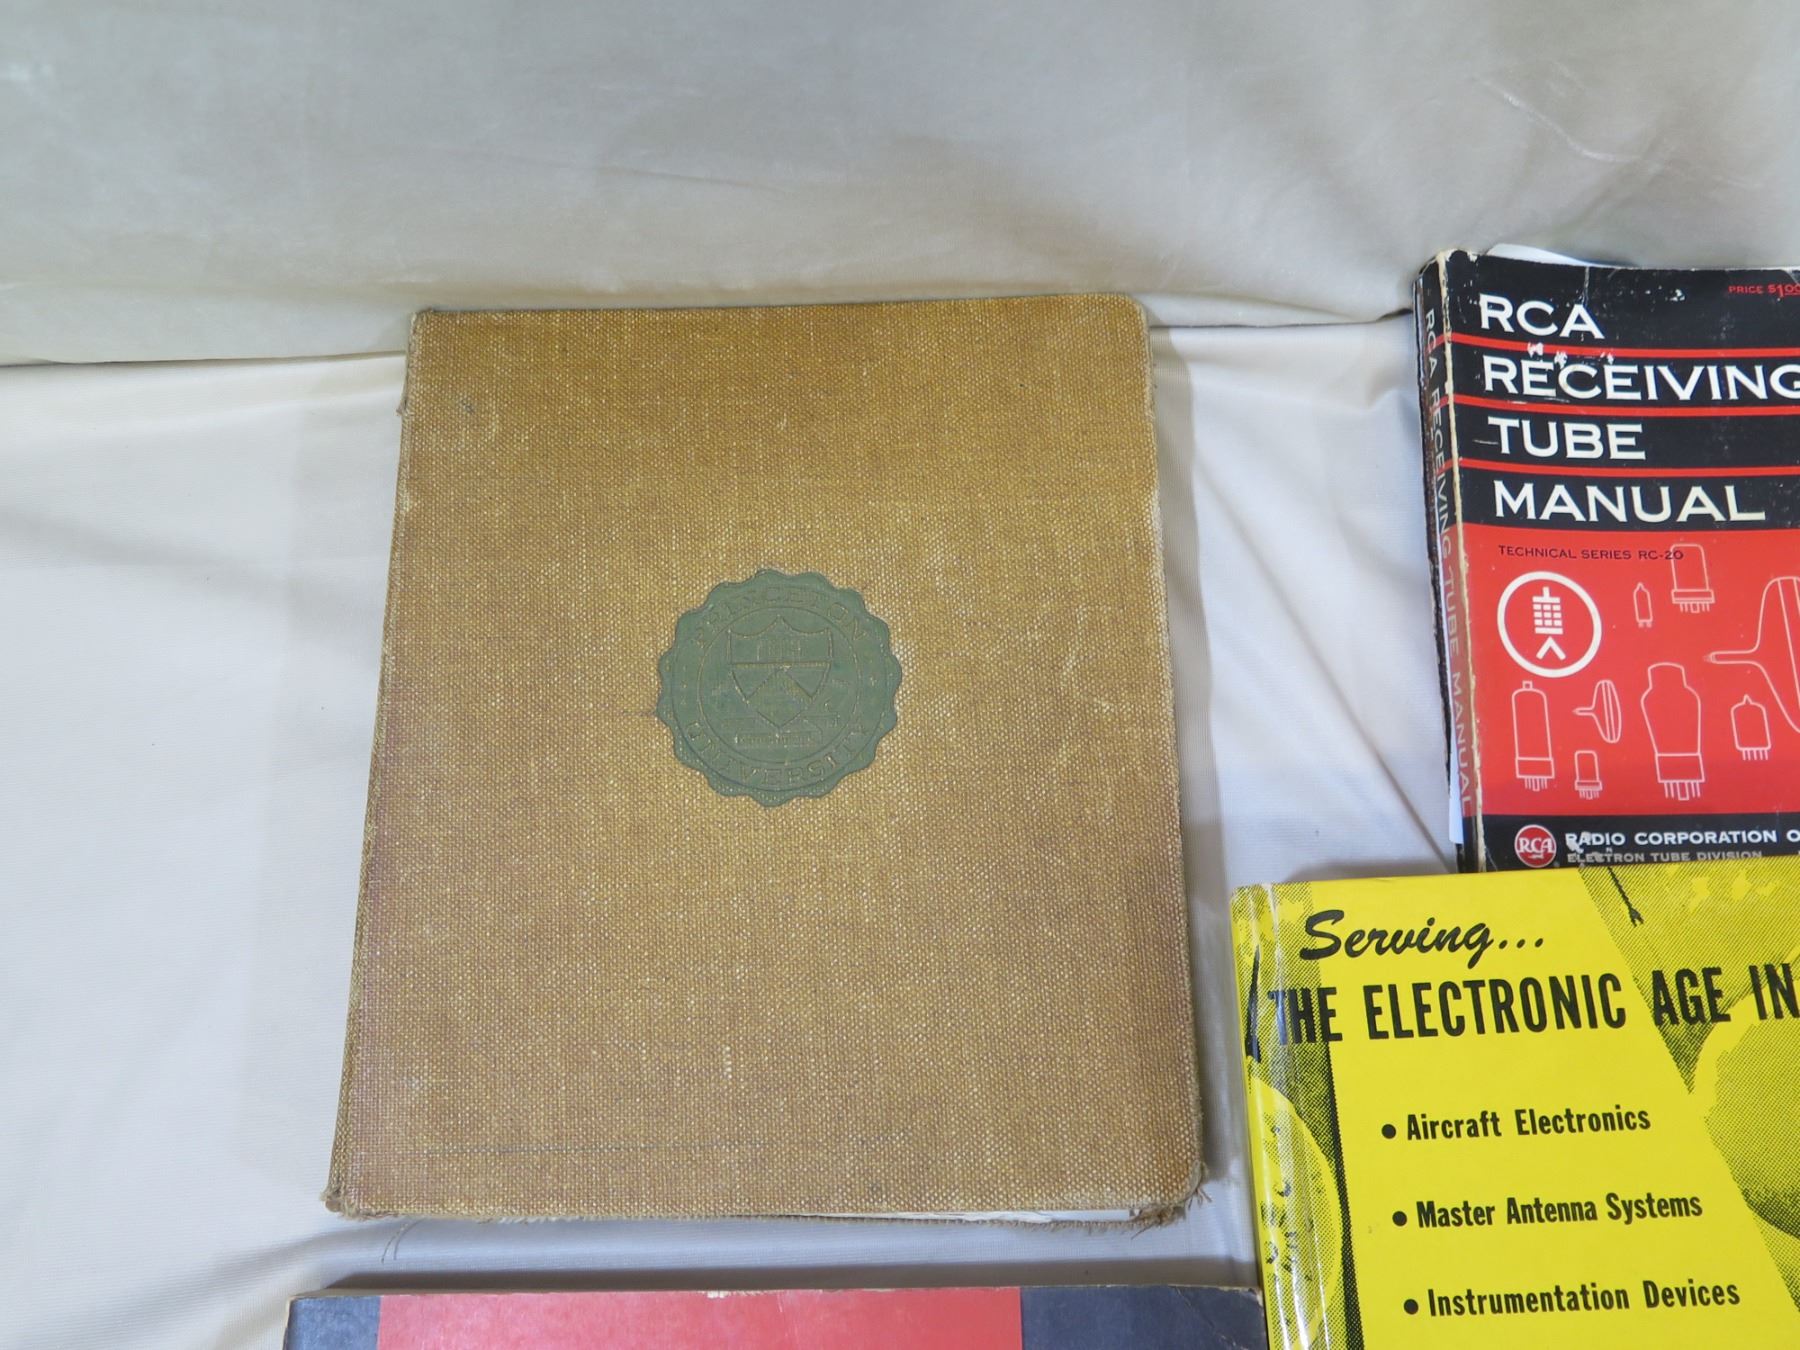 PRINCETON
UNIVERSITY
RCA RECEIVING TUBE MANUAL
PRICE $1.00
RCA
RECEIVING
TUBE
MANUAL
TECHNICAL SERIES RC-20
RCA
RADIO CORPORATION O
ELECTRON TUBE DIVISION
Serving...
THE ELECTRONIC AGE IN
• Aircraft Electronics
• Master Antenna Systems
• Instrumentation Devices